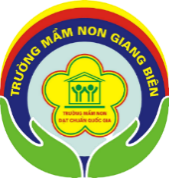 TRƯỜNG MẦM NON GIANG BIÊN
TRƯỜNG MẦM NON
ĐẠT CHUẨN QUỐC GIA